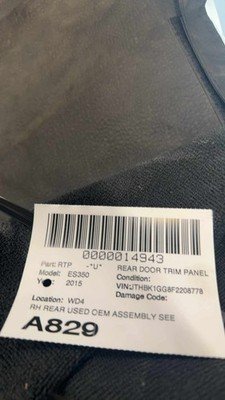 0000014943
Part: RTP -"U" REAR DOOR TRIM PANEL
Model: ES350 Condition:
2015 VIN:JTHBK1GG8F2208778
Damage Code:
Location: WD4
RH REAR USED OEM ASSEMBLY SEE
A829